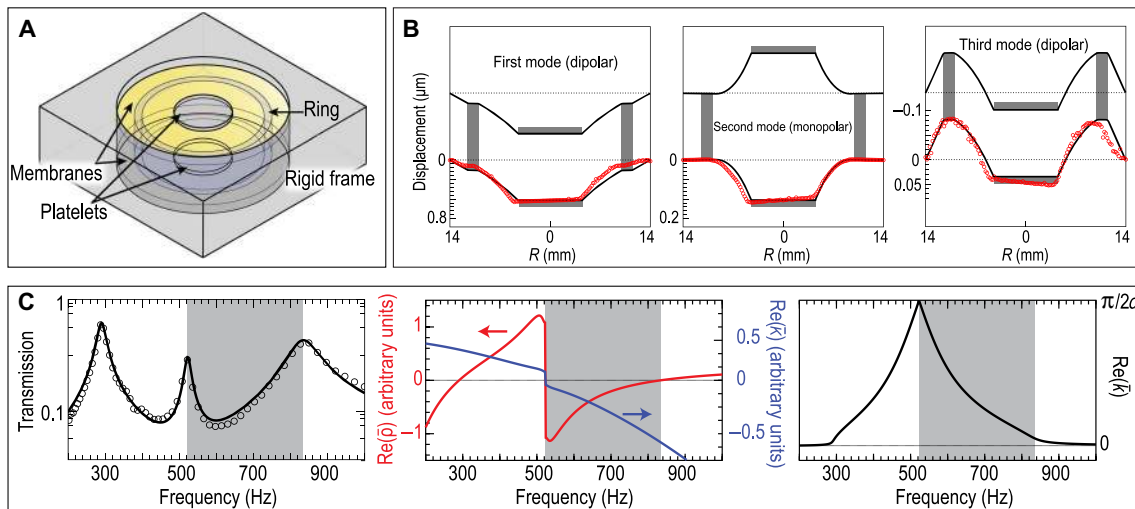 A
Ring
Membranes
Rigid frame
Platelets
B
First mode (dipolar)
Second mode (monopolar)
Third mode (dipolar)
Displacement (μm)
0
0.8
14
0
14
R (mm)
0
0.2
14
0
14
R (mm)
−0.1
0
0.05
14
0
14
R (mm)
C
Transmission
1
0.11
300
500
700
900
Frequency (Hz)
Re(ρ̄) (arbitrary units)
1
0
−1
300
500
700
900
Frequency (Hz)
0.5
0
−0.5
Re(κ̄) (arbitrary units)
π/2d
0
Re(k̄)
300
500
700
900
Frequency (Hz)